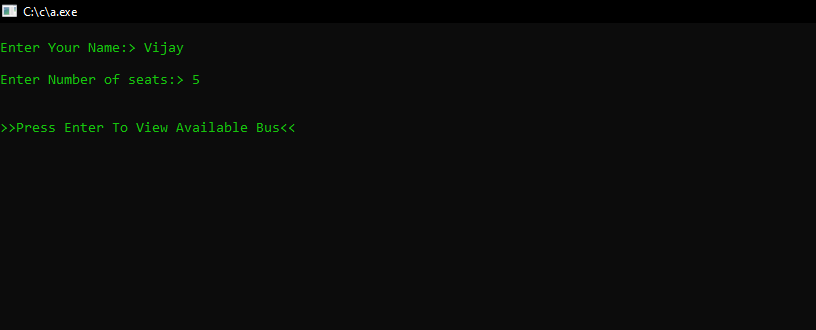 C:\c\a.exe
Enter Your Name:> Vijay
Enter Number of seats:> 5
>>Press Enter To View Available Bus<<